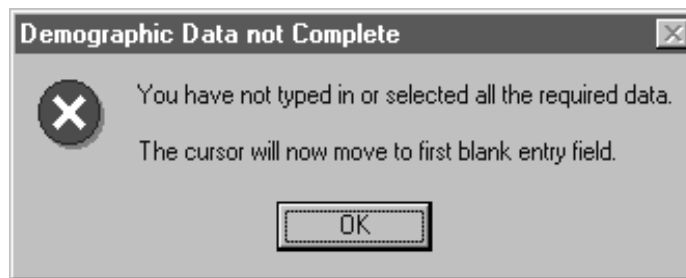 Demographic Data not Complete
You have not typed in or selected all the required data.
The cursor will now move to first blank entry field.
OK